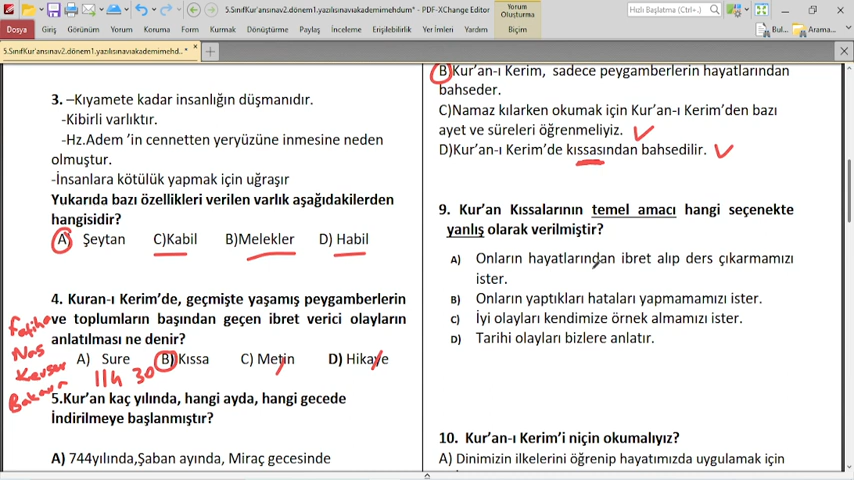 5.SınıfKur'ansınav2.dönem1.yazılısınaviakademimehdum* - PDF-XChange Editor
Yorum
Oluşturma
Hızlı Başlatma (Ctrl+.)
Dosya
Giriş
Görünüm
Yorumla
Koruma
Form
Kurmak
Dönüştürme
Paylaş
İnceleme
Erişilebilirlik
Yer İmleri
Yardım
Biçim
Bul...
Arama...
5.SınıfKur'ansınav2.dönem1.yazılısınaviakademimehd.. *
3. –Kıyamete kadar insanlığın düşmanıdır.
-Kibirli varlıktır.
-Hz.Adem 'in cennetten yeryüzüne inmesine neden
olmuştur.
-İnsanlara kötülük yapmak için uğraşır
Yukarıda bazı özellikleri verilen varlık aşağıdakilerden
hangisidir?
A) Şeytan C)Kabil B)Melekler D) Habil
4. Kuran-ı Kerim'de, geçmişte yaşamış peygamberlerin
ve toplumların başından geçen ibret verici olayların
anlatılması ne denir?
A) Sure B)Kıssa C) Metin D) Hikaye
Fatiha
Nas
Kevser
Bakara
114 30
5.Kur'an kaç yılında, hangi ayda, hangi gecede
İndirilmeye başlanmıştır?
A) 744yılında,Şaban ayında, Miraç gecesinde
B)Kur'an-ı Kerim, sadece peygamberlerin hayatlarından
bahseder.
C)Namaz kılarken okumak için Kur'an-ı Kerim'den bazı
ayet ve süreleri öğrenmeliyiz.
D)Kur'an-ı Kerim'de kıssasından bahsedilir.
9. Kur'an Kıssalarının temel amacı hangi seçenekte
yanlış olarak verilmiştir?
A) Onların hayatlarından ibret alıp ders çıkarmamızı
ister.
B) Onların yaptıkları hataları yapmamamızı ister.
C) İyi olayları kendimize örnek almamızı ister.
D) Tarihi olayları bizlere anlatır.
10. Kur'an-ı Kerim'i niçin okumalıyız?
A) Dinimizin ilkelerini öğrenip hayatımızda uygulamak için